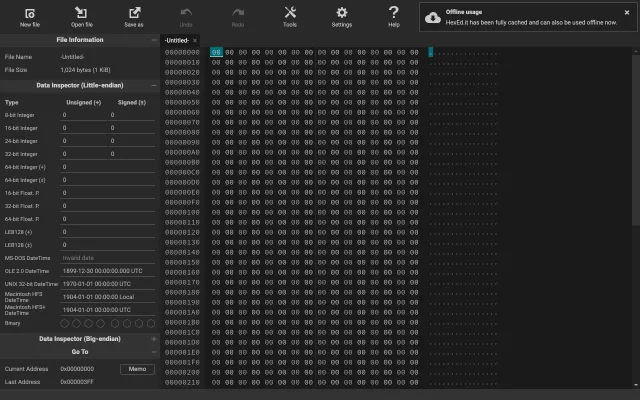 New file Open file Save as Undo Redo Tools Settings Help
Offline usage
HexEd.it has been fully cached and can also be used offline now.
File Information
File Name -Untitled-
File Size 1,024 bytes (1 KiB)
Data Inspector (Little-endian)
Type Unsigned (+) Signed (±)
8-bit Integer 0 0
16-bit Integer 0 0
24-bit Integer 0 0
32-bit Integer 0 0
64-bit Integer (+) 0
64-bit Integer (±) 0
16-bit Float. P. 0
32-bit Float. P. 0
64-bit Float. P. 0
LEB128 (+) 0
LEB128 (±) 0
MS-DOS DateTime Invalid date
OLE 2.0 DateTime 1899-12-30 00:00:00.000 UTC
UNIX 32-bit DateTime 1970-01-01 00:00:00 UTC
Macintosh HFS DateTime 1904-01-01 00:00:00 Local
Macintosh HFS+ DateTime 1904-01-01 00:00:00 UTC
Binary
Data Inspector (Big-endian)
Go To
Current Address 0x00000000 Memo
Last Address 0x000003FF
-Untitled-
00000000 00 00 00 00 00 00 00 00 00 00 00 00 00 00 00 00 ................
00000010 00 00 00 00 00 00 00 00 00 00 00 00 00 00 00 00 ................
00000020 00 00 00 00 00 00 00 00 00 00 00 00 00 00 00 00 ................
00000030 00 00 00 00 00 00 00 00 00 00 00 00 00 00 00 00 ................
00000040 00 00 00 00 00 00 00 00 00 00 00 00 00 00 00 00 ................
00000050 00 00 00 00 00 00 00 00 00 00 00 00 00 00 00 00 ................
00000060 00 00 00 00 00 00 00 00 00 00 00 00 00 00 00 00 ................
00000070 00 00 00 00 00 00 00 00 00 00 00 00 00 00 00 00 ................
00000080 00 00 00 00 00 00 00 00 00 00 00 00 00 00 00 00 ................
00000090 00 00 00 00 00 00 00 00 00 00 00 00 00 00 00 00 ................
000000A0 00 00 00 00 00 00 00 00 00 00 00 00 00 00 00 00 ................
000000B0 00 00 00 00 00 00 00 00 00 00 00 00 00 00 00 00 ................
000000C0 00 00 00 00 00 00 00 00 00 00 00 00 00 00 00 00 ................
000000D0 00 00 00 00 00 00 00 00 00 00 00 00 00 00 00 00 ................
000000E0 00 00 00 00 00 00 00 00 00 00 00 00 00 00 00 00 ................
000000F0 00 00 00 00 00 00 00 00 00 00 00 00 00 00 00 00 ................
00000100 00 00 00 00 00 00 00 00 00 00 00 00 00 00 00 00 ................
00000110 00 00 00 00 00 00 00 00 00 00 00 00 00 00 00 00 ................
00000120 00 00 00 00 00 00 00 00 00 00 00 00 00 00 00 00 ................
00000130 00 00 00 00 00 00 00 00 00 00 00 00 00 00 00 00 ................
00000140 00 00 00 00 00 00 00 00 00 00 00 00 00 00 00 00 ................
00000150 00 00 00 00 00 00 00 00 00 00 00 00 00 00 00 00 ................
00000160 00 00 00 00 00 00 00 00 00 00 00 00 00 00 00 00 ................
00000170 00 00 00 00 00 00 00 00 00 00 00 00 00 00 00 00 ................
00000180 00 00 00 00 00 00 00 00 00 00 00 00 00 00 00 00 ................
00000190 00 00 00 00 00 00 00 00 00 00 00 00 00 00 00 00 ................
000001A0 00 00 00 00 00 00 00 00 00 00 00 00 00 00 00 00 ................
000001B0 00 00 00 00 00 00 00 00 00 00 00 00 00 00 00 00 ................
000001C0 00 00 00 00 00 00 00 00 00 00 00 00 00 00 00 00 ................
000001D0 00 00 00 00 00 00 00 00 00 00 00 00 00 00 00 00 ................
000001E0 00 00 00 00 00 00 00 00 00 00 00 00 00 00 00 00 ................
000001F0 00 00 00 00 00 00 00 00 00 00 00 00 00 00 00 00 ................
00000200 00 00 00 00 00 00 00 00 00 00 00 00 00 00 00 00 ................
00000210 00 00 00 00 00 00 00 00 00 00 00 00 00 00 00 00 ................